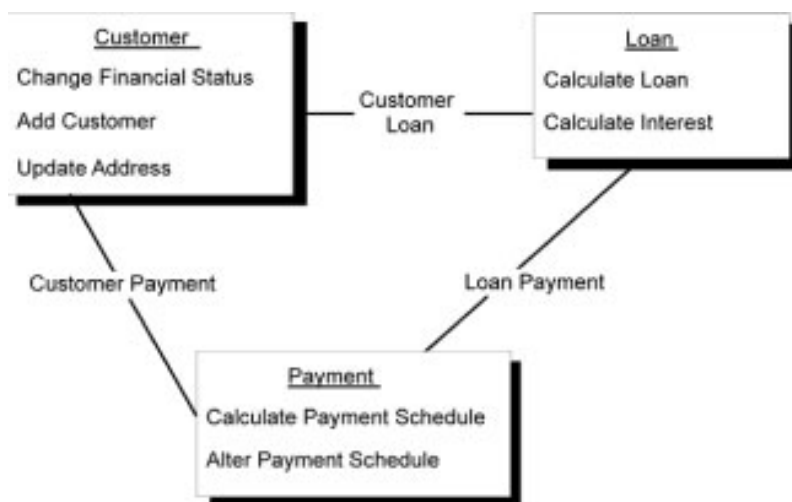 Customer
Change Financial Status
Add Customer
Update Address
Customer
Loan
Loan
Calculate Loan
Calculate Interest
Customer Payment
Loan Payment
Payment
Calculate Payment Schedule
Alter Payment Schedule